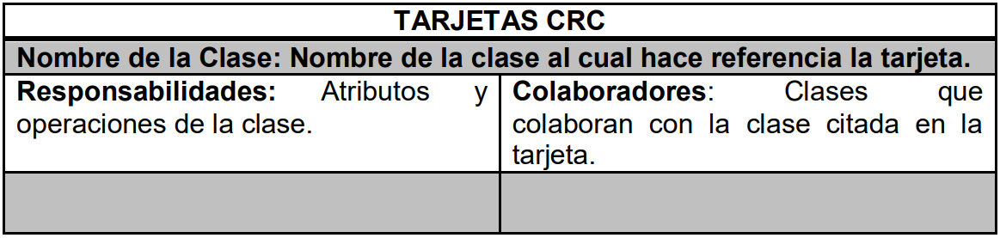 TARJETAS CRC
Nombre de la Clase: Nombre de la clase al cual hace referencia la tarjeta.
Responsabilidades: Atributos y
operaciones de la clase.
Colaboradores: Clases que
colaboran con la clase citada en la
tarjeta.